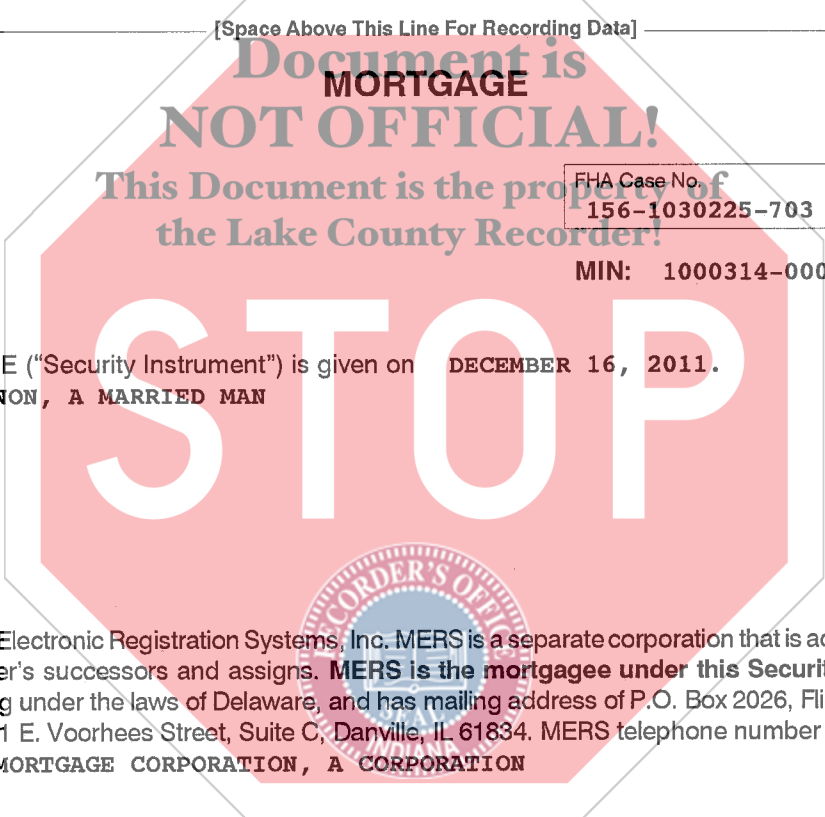 [Space Above This Line For Recording Data]
Document is
MORTGAGE
NOT OFFICIAL!
This Document is the property of
the Lake County Recorder!
FHA Case No.
156-1030225-703
MIN: 1000314-000
STOP
E (“Security Instrument”) is given on DECEMBER 16, 2011.
ON, A MARRIED MAN
RECORDER'S OFFICE
Electronic Registration Systems, Inc. MERS is a separate corporation that is ac
er's successors and assigns. MERS is the mortgagee under this Securit
g under the laws of Delaware, and has mailing address of P.O. Box 2026, Fli
1 E. Voorhees Street, Suite C, Danville, IL 61834. MERS telephone number
SEAL
INDIANA
MORTGAGE CORPORATION, A CORPORATION